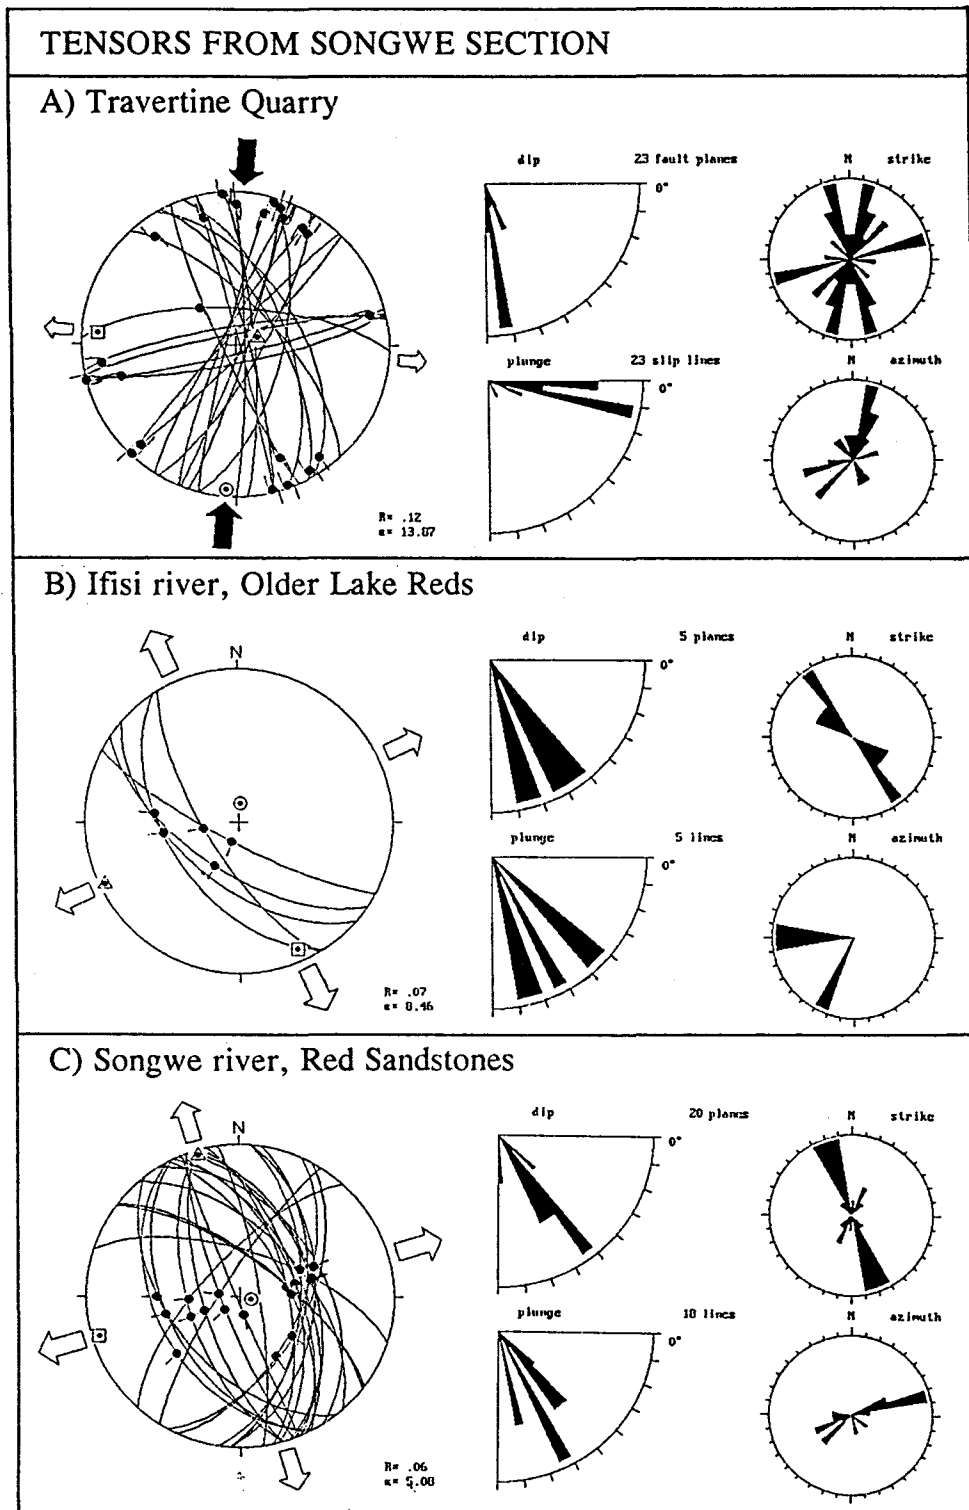 TENSORS FROM SONGWE SECTION
A) Travertine Quarry
dip 23 fault planes N strike
0°
plunge 23 slip lines N azimuth
0°
R= .12
α= 13.87
B) Ifisi river, Older Lake Reds
N
dip 5 planes N strike
0°
plunge 5 lines N azimuth
0°
R= .07
α= 8.46
C) Songwe river, Red Sandstones
N
dip 20 planes N strike
0°
plunge 18 lines N azimuth
0°
R= .06
α= 5.08